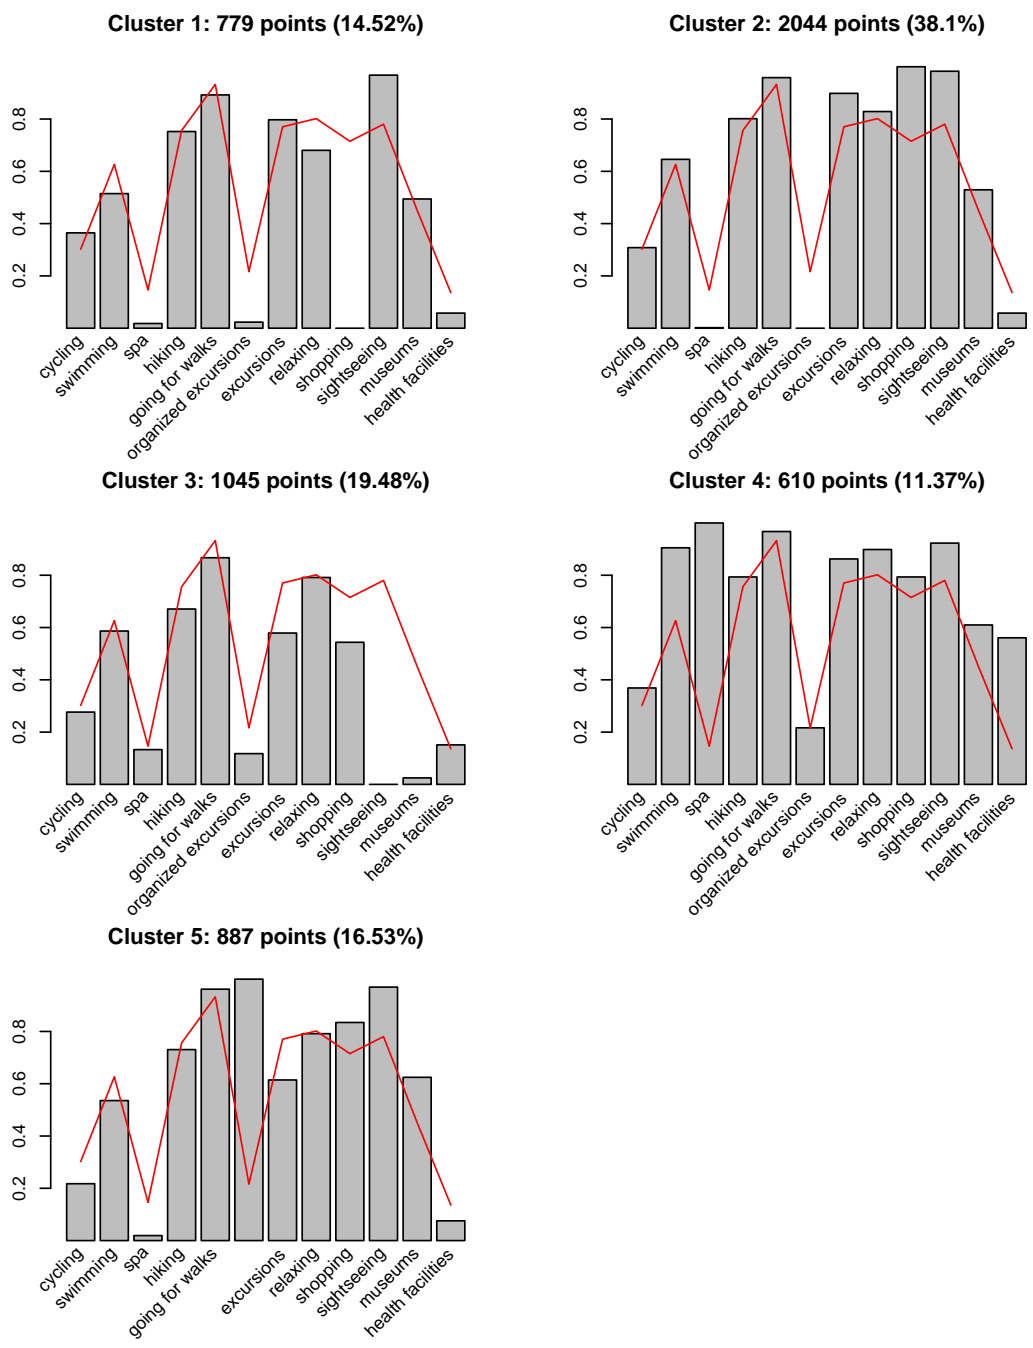 Cluster 1: 779 points (14.52%)
0.8
0.6
0.4
0.2
cycling
swimming
spa
hiking
going for walks
organized excursions
excursions
relaxing
shopping
sightseeing
museums
health facilities
Cluster 2: 2044 points (38.1%)
0.8
0.6
0.4
0.2
cycling
swimming
spa
hiking
going for walks
organized excursions
excursions
relaxing
shopping
sightseeing
museums
health facilities
Cluster 3: 1045 points (19.48%)
0.8
0.6
0.4
0.2
cycling
swimming
spa
hiking
going for walks
organized excursions
excursions
relaxing
shopping
sightseeing
museums
health facilities
Cluster 4: 610 points (11.37%)
0.8
0.6
0.4
0.2
cycling
swimming
spa
hiking
going for walks
organized excursions
excursions
relaxing
shopping
sightseeing
museums
health facilities
Cluster 5: 887 points (16.53%)
0.8
0.6
0.4
0.2
cycling
swimming
spa
hiking
going for walks
excursions
relaxing
shopping
sightseeing
museums
health facilities